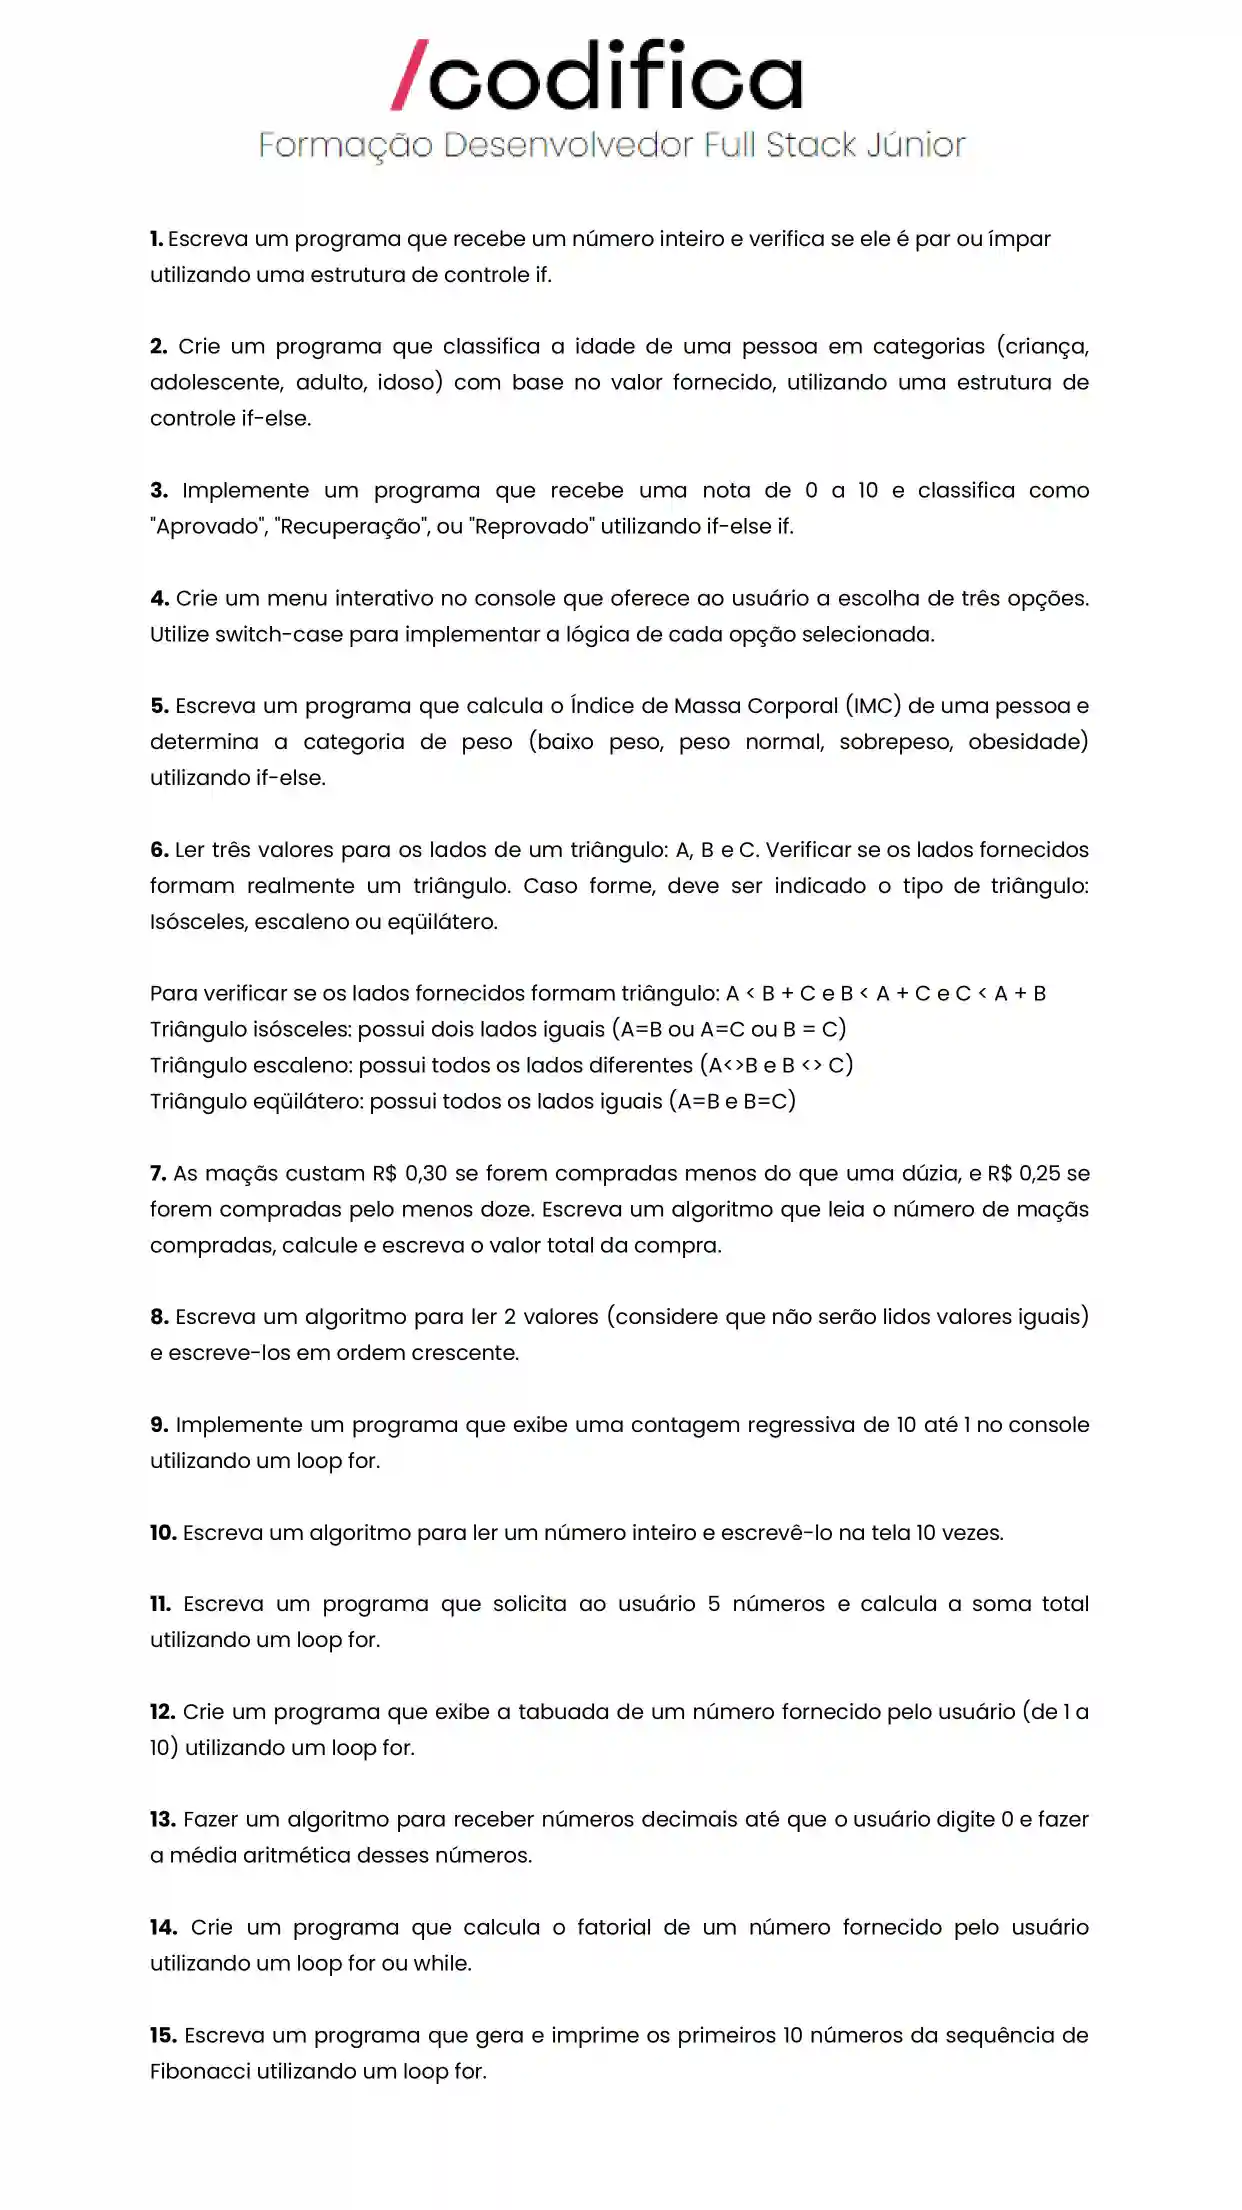 /codifica
Formação Desenvolvedor Full Stack Júnior
1. Escreva um programa que recebe um número inteiro e verifica se ele é par ou ímpar
utilizando uma estrutura de controle if.
2. Crie um programa que classifica a idade de uma pessoa em categorias (criança,
adolescente, adulto, idoso) com base no valor fornecido, utilizando uma estrutura de
controle if-else.
3. Implemente um programa que recebe uma nota de 0 a 10 e classifica como
"Aprovado", "Recuperação", ou "Reprovado" utilizando if-else if.
4. Crie um menu interativo no console que oferece ao usuário a escolha de três opções.
Utilize switch-case para implementar a lógica de cada opção selecionada.
5. Escreva um programa que calcula o Índice de Massa Corporal (IMC) de uma pessoa e
determina a categoria de peso (baixo peso, peso normal, sobrepeso, obesidade)
utilizando if-else.
6. Ler três valores para os lados de um triângulo: A, B e C. Verificar se os lados fornecidos
formam realmente um triângulo. Caso forme, deve ser indicado o tipo de triângulo:
Isósceles, escaleno ou eqüilátero.
Para verificar se os lados fornecidos formam triângulo: A < B + C e B < A + C e C < A + B
Triângulo isósceles: possui dois lados iguais (A=B ou A=C ou B = C)
Triângulo escaleno: possui todos os lados diferentes (A<>B e B <> C)
Triângulo eqüilátero: possui todos os lados iguais (A=B e B=C)
7. As maçãs custam R$ 0,30 se forem compradas menos do que uma dúzia, e R$ 0,25 se
forem compradas pelo menos doze. Escreva um algoritmo que leia o número de maçãs
compradas, calcule e escreva o valor total da compra.
8. Escreva um algoritmo para ler 2 valores (considere que não serão lidos valores iguais)
e escreve-los em ordem crescente.
9. Implemente um programa que exibe uma contagem regressiva de 10 até 1 no console
utilizando um loop for.
10. Escreva um algoritmo para ler um número inteiro e escrevê-lo na tela 10 vezes.
11. Escreva um programa que solicita ao usuário 5 números e calcula a soma total
utilizando um loop for.
12. Crie um programa que exibe a tabuada de um número fornecido pelo usuário (de 1 a
10) utilizando um loop for.
13. Fazer um algoritmo para receber números decimais até que o usuário digite 0 e fazer
a média aritmética desses números.
14. Crie um programa que calcula o fatorial de um número fornecido pelo usuário
utilizando um loop for ou while.
15. Escreva um programa que gera e imprime os primeiros 10 números da sequência de
Fibonacci utilizando um loop for.